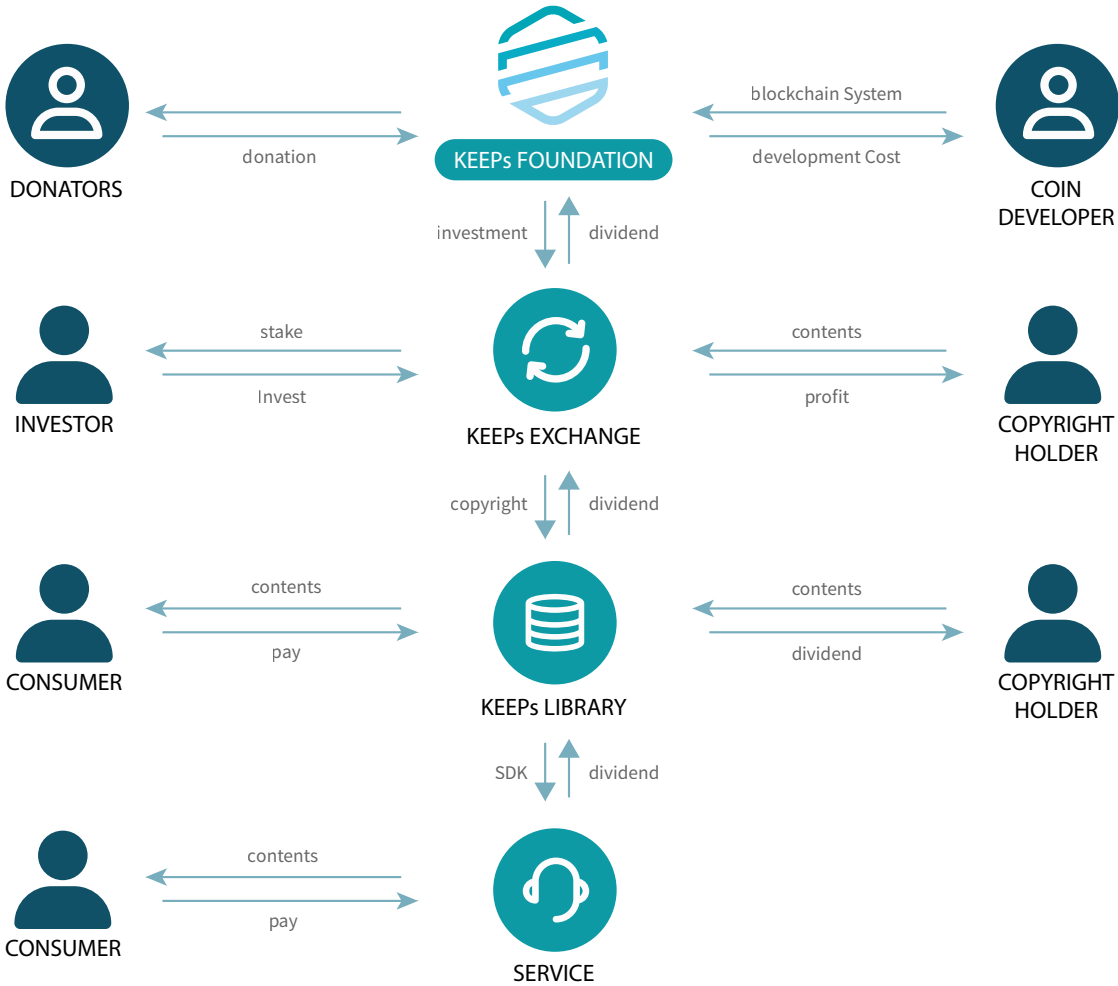 blockchain System
donation
KEEPs FOUNDATION
development Cost
DONATORS
COIN
DEVELOPER
investment
dividend
stake
contents
Invest
profit
INVESTOR
KEEPs EXCHANGE
COPYRIGHT
HOLDER
copyright
dividend
contents
contents
pay
dividend
CONSUMER
KEEPs LIBRARY
COPYRIGHT
HOLDER
SDK
dividend
contents
pay
CONSUMER
SERVICE